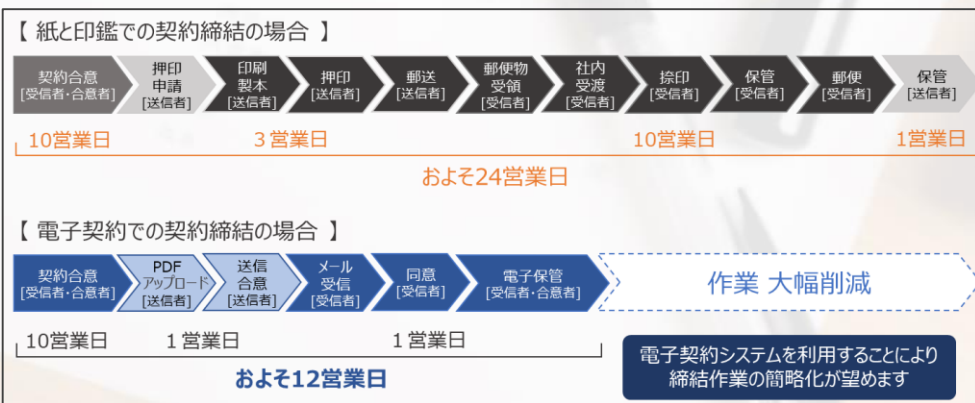 【 紙と印鑑での契約締結の場合 】
契約合意
[受信者・合意者]
押印
申請
[送信者]
印刷
製本
[送信者]
押印
[送信者]
郵送
[送信者]
郵便物
受領
[受信者]
社内
受渡
[受信者]
捺印
[受信者]
保管
[受信者]
郵便
[受信者]
保管
[送信者]
10営業日
3営業日
10営業日
1営業日
およそ24営業日
【 電子契約での契約締結の場合 】
契約合意
[受信者・合意者]
PDF
アップロード
[送信者]
送信
合意
[送信者]
メール
受信
[受信者]
同意
[受信者]
電子保管
[受信者・合意者]
作業 大幅削減
10営業日
1営業日
1営業日
およそ12営業日
電子契約システムを利用することにより
締結作業の簡略化が望めます